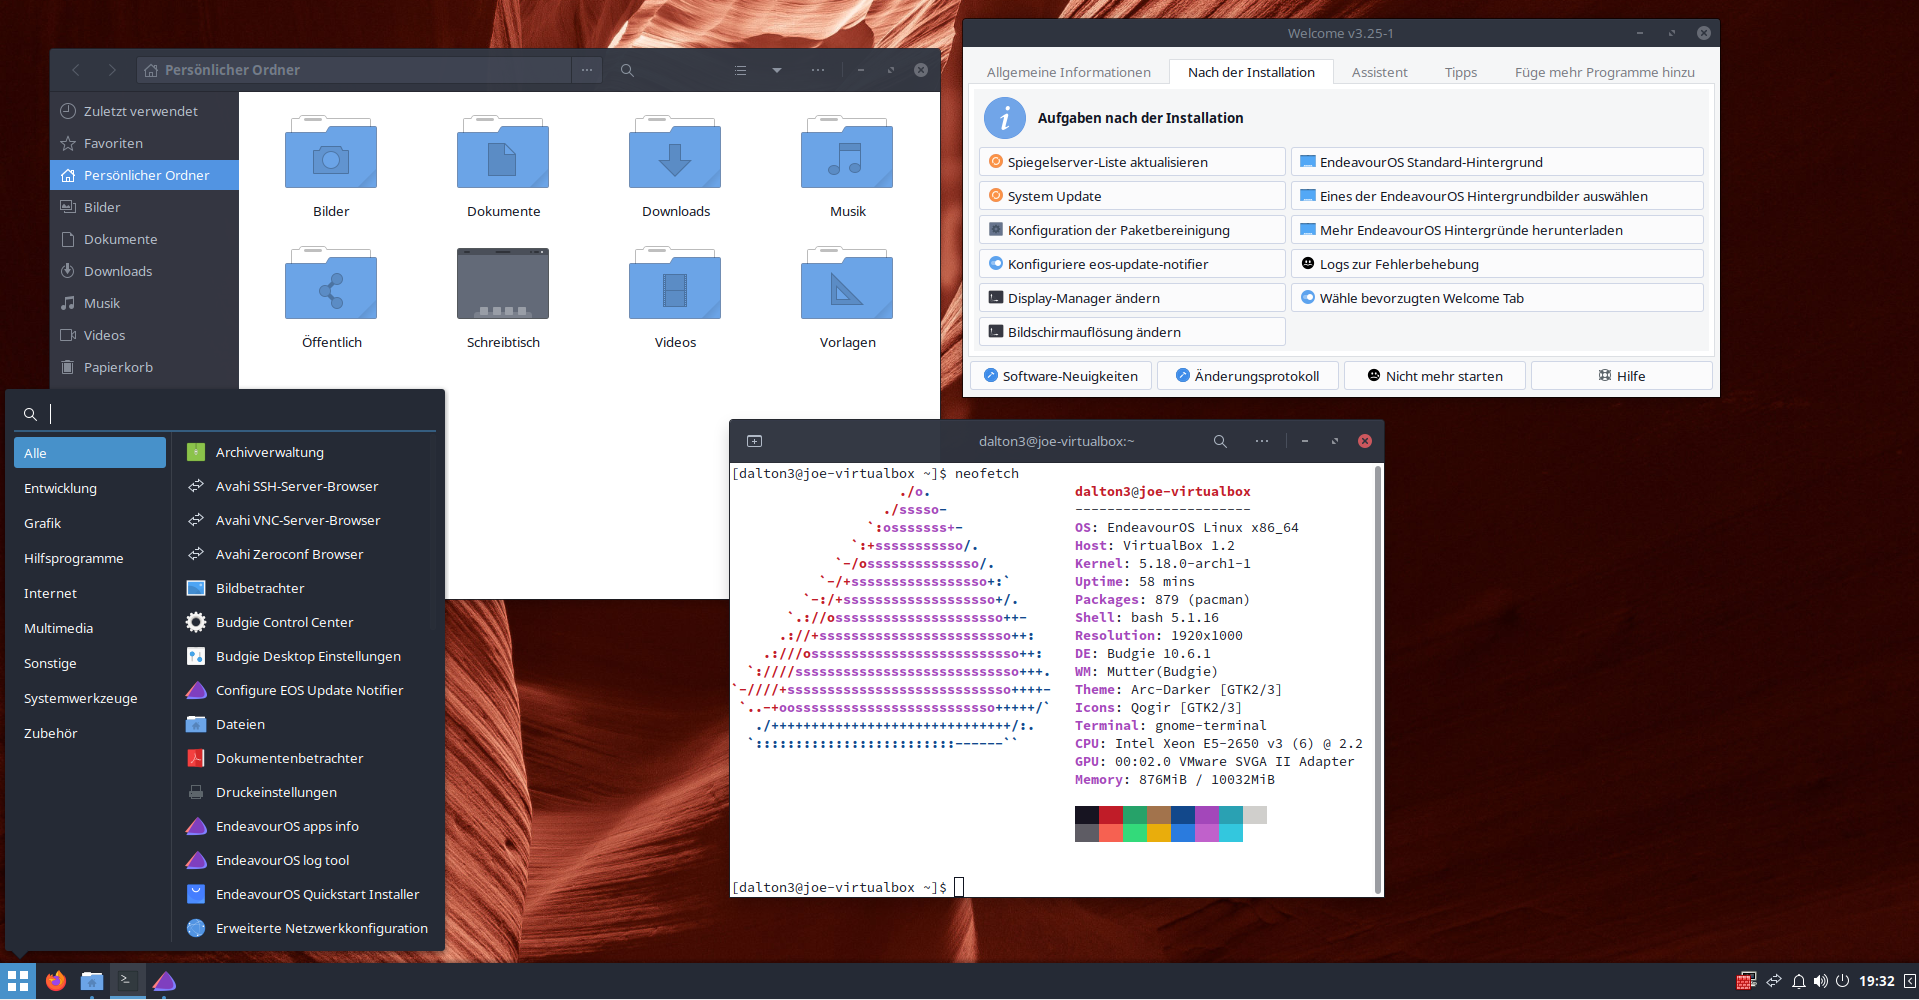 Persönlicher Ordner
Zuletzt verwendet
Favoriten
Persönlicher Ordner
Bilder
Dokumente
Downloads
Musik
Videos
Papierkorb
Bilder
Dokumente
Downloads
Musik
Öffentlich
Schreibtisch
Videos
Vorlagen
Welcome v3.25-1
Allgemeine Informationen
Nach der Installation
Assistent
Tipps
Füge mehr Programme hinzu
Aufgaben nach der Installation
Spiegelserver-Liste aktualisieren
EndeavourOS Standard-Hintergrund
System Update
Eines der EndeavourOS Hintergrundbilder auswählen
Konfiguration der Paketbereinigung
Mehr EndeavourOS Hintergründe herunterladen
Konfiguriere eos-update-notifier
Logs zur Fehlerbehebung
Display-Manager ändern
Wähle bevorzugten Welcome Tab
Bildschirmauflösung ändern
Software-Neuigkeiten
Änderungsprotokoll
Nicht mehr starten
Hilfe
Alle
Entwicklung
Grafik
Hilfsprogramme
Internet
Multimedia
Sonstige
Systemwerkzeuge
Zubehör
Archivverwaltung
Avahi SSH-Server-Browser
Avahi VNC-Server-Browser
Avahi Zeroconf Browser
Bildbetrachter
Budgie Control Center
Budgie Desktop Einstellungen
Configure EOS Update Notifier
Dateien
Dokumentenbetrachter
Druckeinstellungen
EndeavourOS apps info
EndeavourOS log tool
EndeavourOS Quickstart Installer
Erweiterte Netzwerkkonfiguration
dalton3@joe-virtualbox:~
[dalton3@joe-virtualbox ~]$ neofetch
dalton3@joe-virtualbox
----------------------
OS: EndeavourOS Linux x86_64
Host: VirtualBox 1.2
Kernel: 5.18.0-arch1-1
Uptime: 58 mins
Packages: 879 (pacman)
Shell: bash 5.1.16
Resolution: 1920x1000
DE: Budgie 10.6.1
WM: Mutter(Budgie)
Theme: Arc-Darker [GTK2/3]
Icons: Qogir [GTK2/3]
Terminal: gnome-terminal
CPU: Intel Xeon E5-2650 v3 (6) @ 2.2
GPU: 00:02.0 VMware SVGA II Adapter
Memory: 876MiB / 10032MiB
[dalton3@joe-virtualbox ~]$
19:32